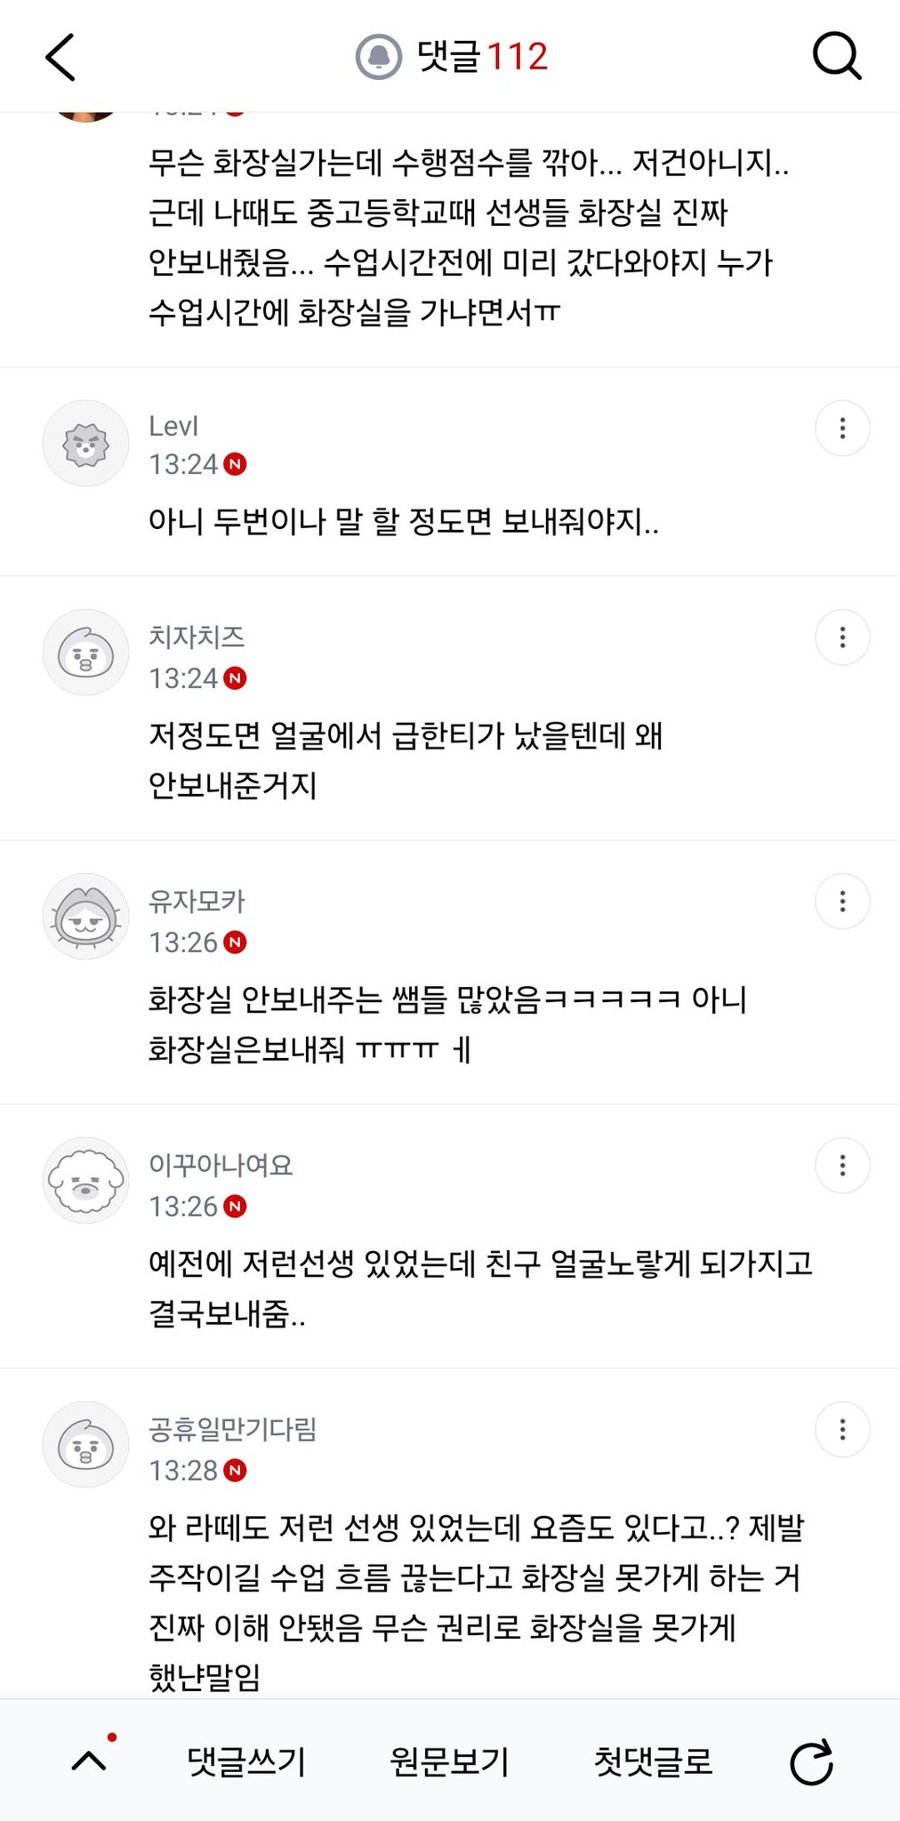 댓글 112
무슨 화장실가는데 수행점수를 깎아... 저건아니지..
근데 나때도 중고등학교때 선생들 화장실 진짜
안보내줬음... 수업시간전에 미리 갔다와야지 누가
수업시간에 화장실을 가냐면서ㅠ
Levl
13:24 N
아니 두번이나 말 할 정도면 보내줘야지..
치자치즈
13:24 N
저정도면 얼굴에서 급한티가 났을텐데 왜
안보내준거지
유자모카
13:26 N
화장실 안보내주는 쌤들 많았음ㅋㅋㅋㅋㅋ 아니
화장실은보내줘 ㅠㅠㅠ ㅔ
이꾸아나여요
13:26 N
예전에 저런선생 있었는데 친구 얼굴노랗게 되가지고
결국보내줌..
공휴일만기다림
13:28 N
와 라떼도 저런 선생 있었는데 요즘도 있다고..? 제발
주작이길 수업 흐름 끊는다고 화장실 못가게 하는 거
진짜 이해 안됐음 무슨 권리로 화장실을 못가게
했냔말임
댓글쓰기 원문보기 첫댓글로